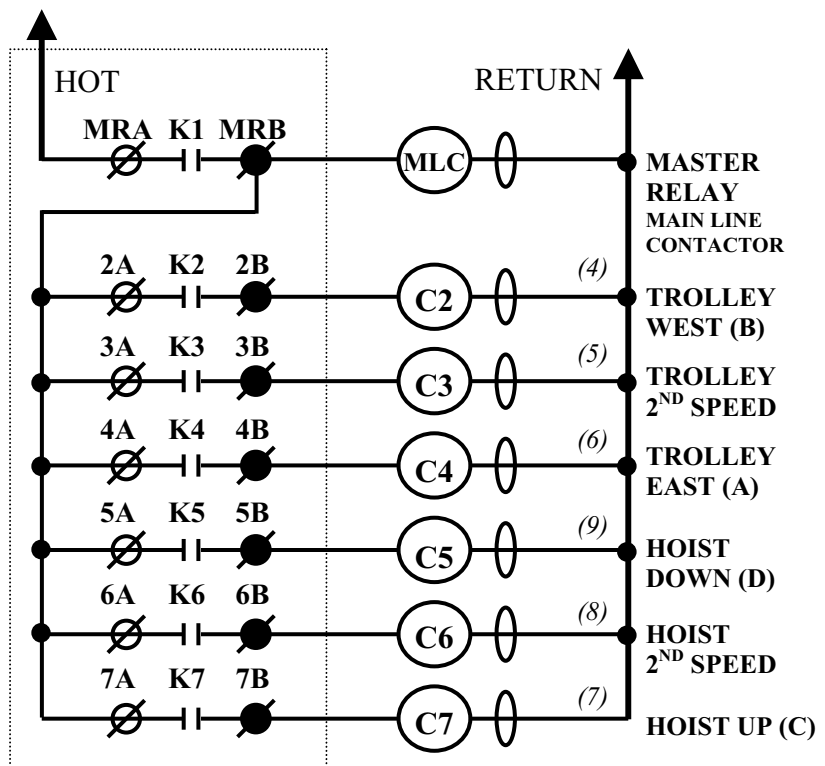 HOT
RETURN
MRA K1 MRB
MLC
MASTER
RELAY
MAIN LINE
CONTACTOR
2A K2 2B
C2
(4)
TROLLEY
WEST (B)
3A K3 3B
C3
(5)
TROLLEY
2ND SPEED
4A K4 4B
C4
(6)
TROLLEY
EAST (A)
5A K5 5B
C5
(9)
HOIST
DOWN (D)
6A K6 6B
C6
(8)
HOIST
2ND SPEED
7A K7 7B
C7
(7)
HOIST UP (C)